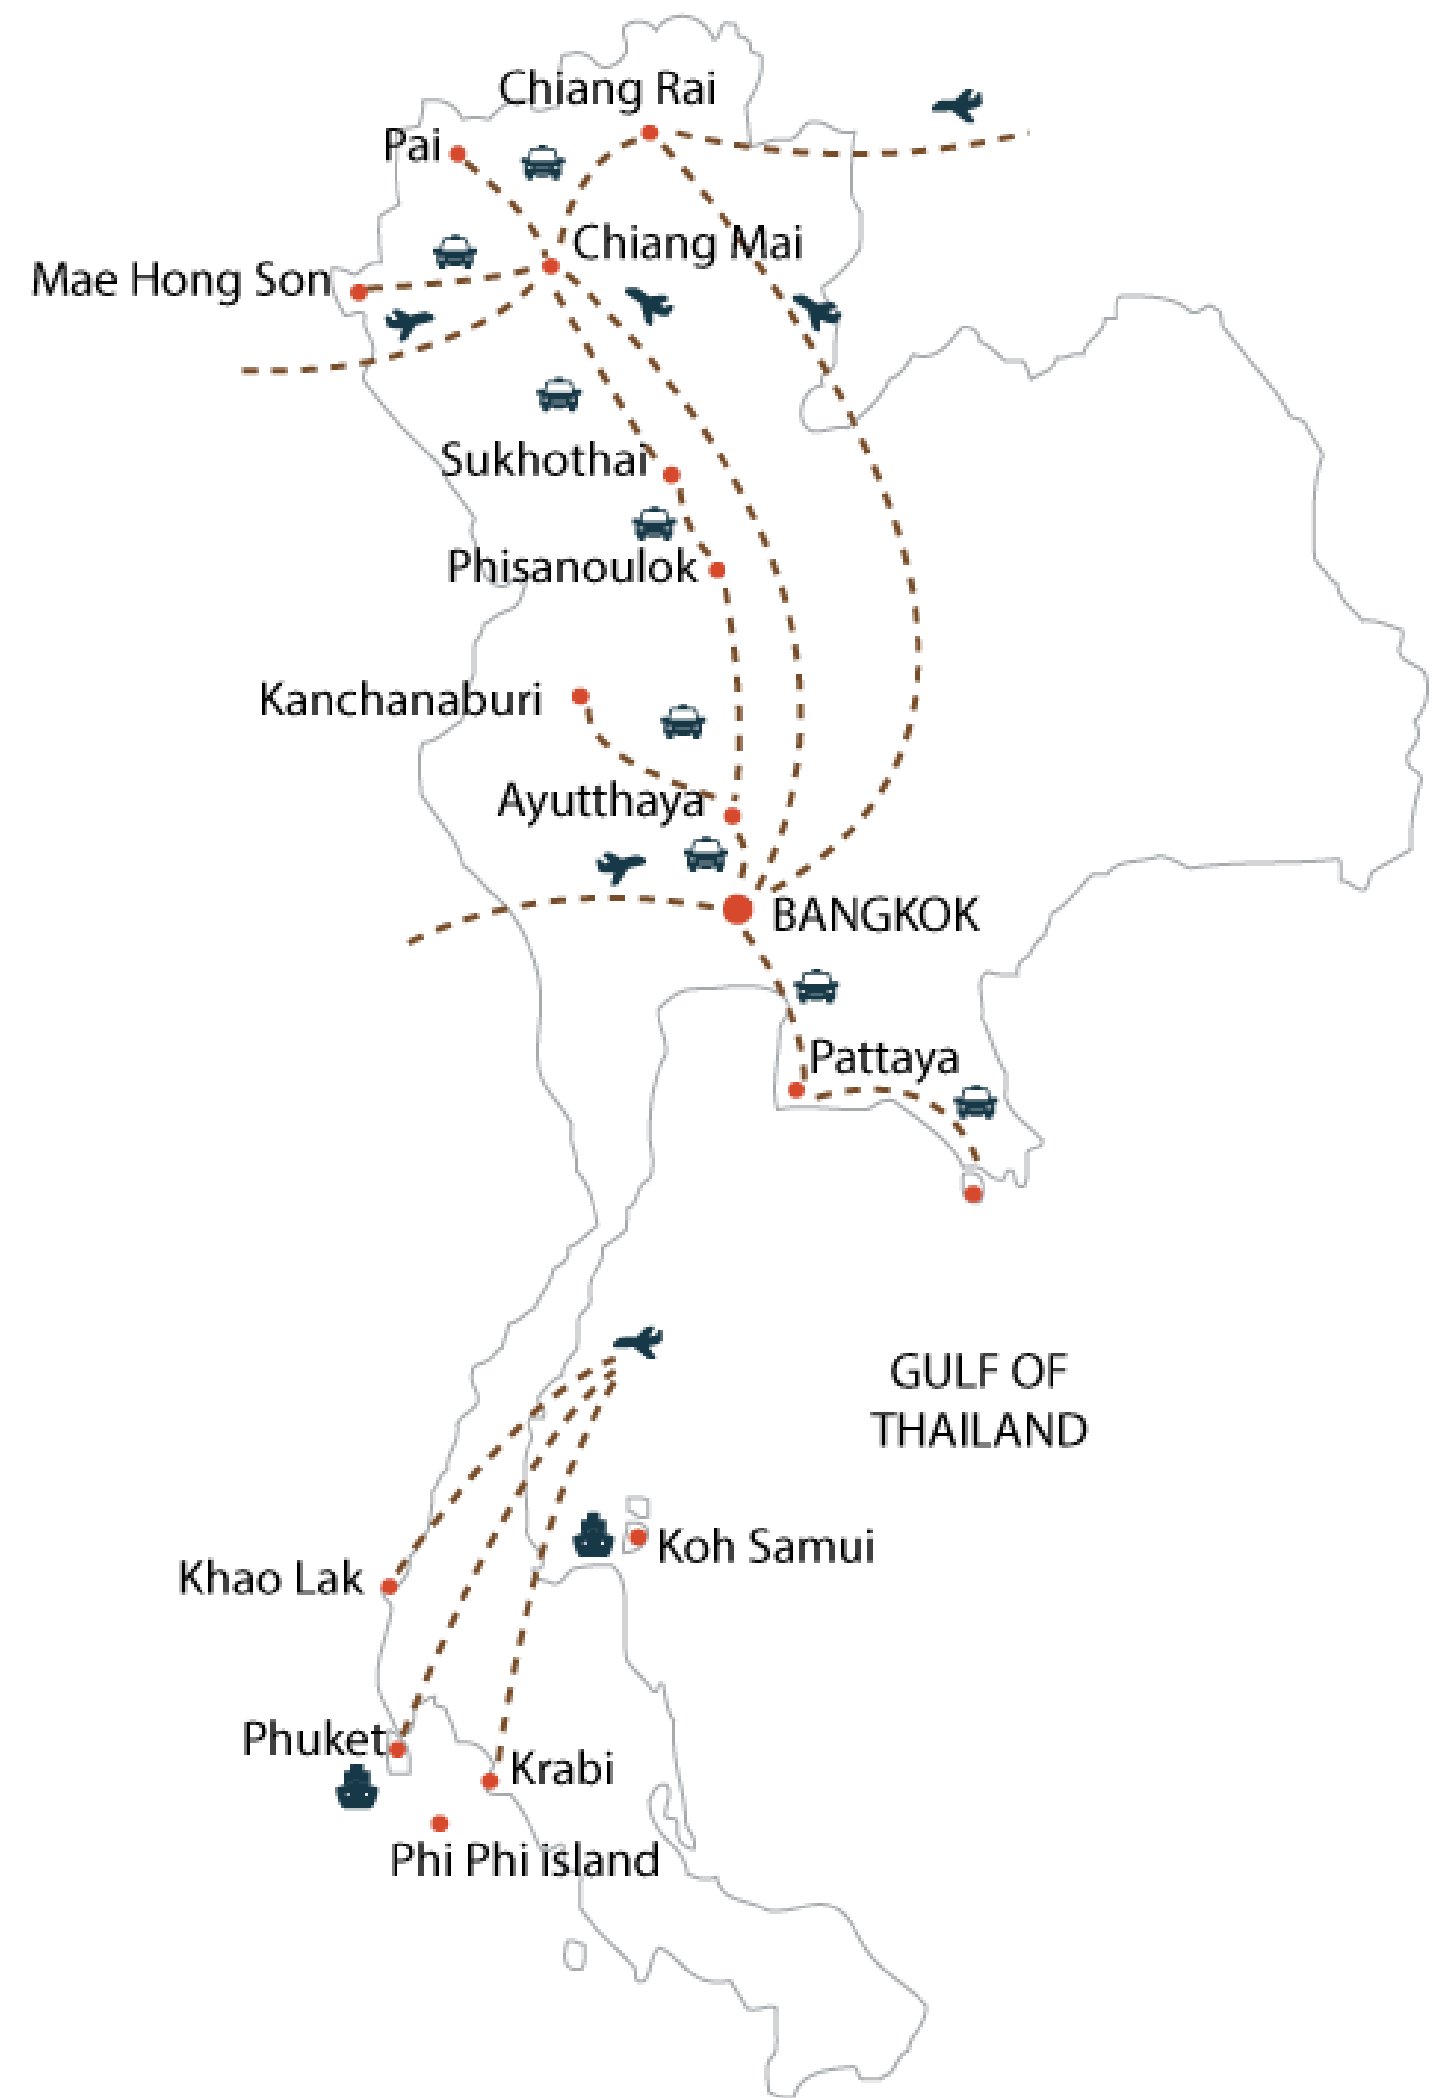 Chiang Rai
Pai
Chiang Mai
Mae Hong Son
Sukhothai
Phisanoulok
Kanchanaburi
Ayutthaya
BANGKOK
Pattaya
GULF OF
THAILAND
Koh Samui
Khao Lak
Phuket
Krabi
Phi Phi island